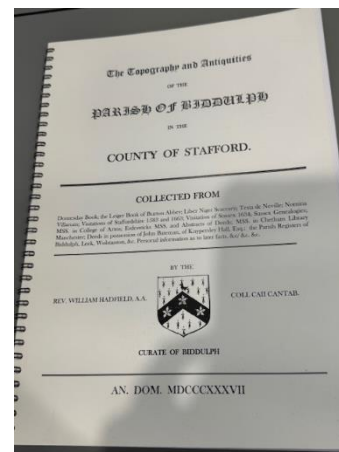 The Topography and Antiquities
OF THE
PARISH OF BIDDULPH
IN THE
COUNTY OF STAFFORD.
COLLECTED FROM
Domesday Book; the Leiger Book of Burton Abbey; Liber Niger Scaccarii; Testa de Neville; Nomina
Villarum; Visitation of Staffordshire 1583 and 1663; Visitation of Sussex 1634; Sussex Genealogies;
MSS. in College of Arms; Erdeswicke MSS. and Abstracts of Deeds; MSS. in Chetham Library
Manchester; Deeds in possession of John Bateman, of Knypersley Hall, Esq.; the Parish Registers of
Biddulph, Leek, Wolstanton, &c. Personal information as to later facts, &c. &c. &c.
BY THE
REV. WILLIAM HADFIELD, A.A.
COLL CAII CANTAB.
CURATE OF BIDDULPH
AN. DOM. MDCCCXXXVII